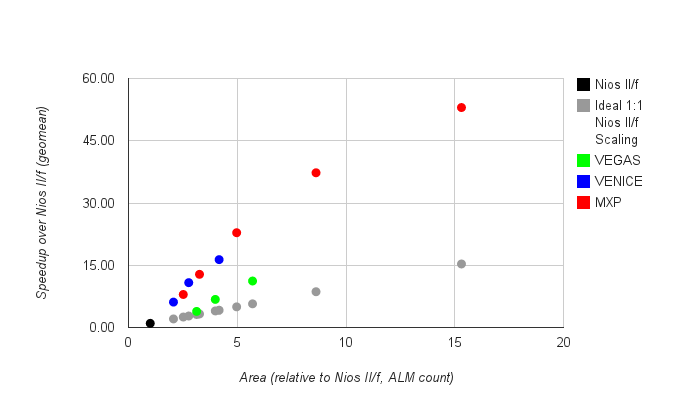 60.00
45.00
30.00
15.00
0.00
0
5
10
15
20
Speedup over Nios II/f (geomean)
Area (relative to Nios II/f, ALM count)
Nios II/f
Ideal 1:1
Nios II/f
Scaling
VEGAS
VENICE
MXP